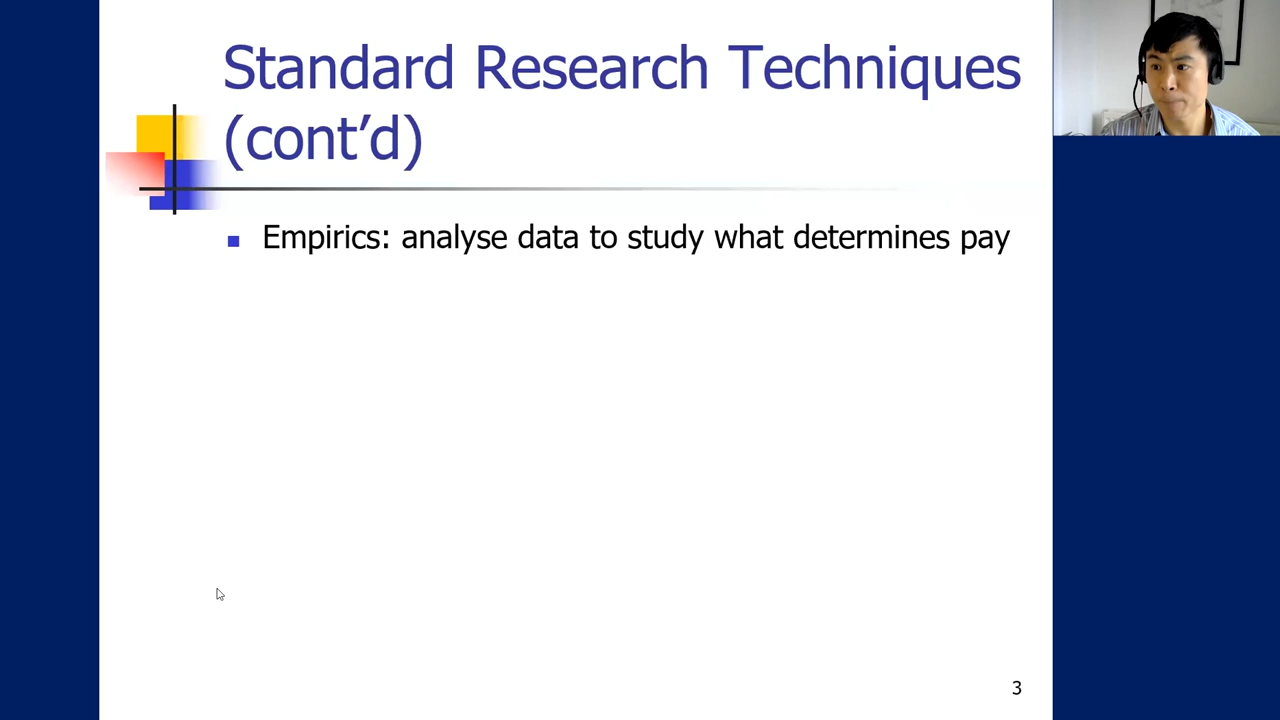 Standard Research Techniques
(cont’d)
Empirics: analyse data to study what determines pay
3